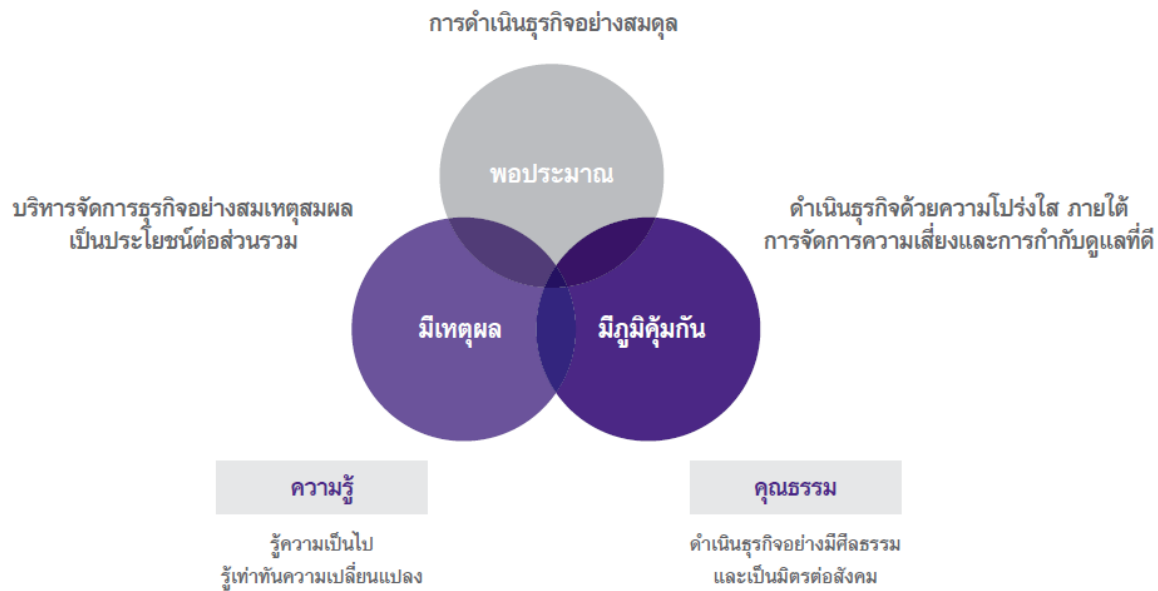 การดำเนินธุรกิจอย่างสมดุล
พอประมาณ
บริหารจัดการธุรกิจอย่างสมเหตุสมผล
เป็นประโยชน์ต่อส่วนรวม
ดำเนินธุรกิจด้วยความโปร่งใส ภายใต้
การจัดการความเสี่ยงและการกำกับดูแลที่ดี
มีเหตุผล
มีภูมิคุ้มกัน
ความรู้
รู้ความเป็นไป
รู้เท่าทันความเปลี่ยนแปลง
คุณธรรม
ดำเนินธุรกิจอย่างมีศีลธรรม
และเป็นมิตรต่อสังคม